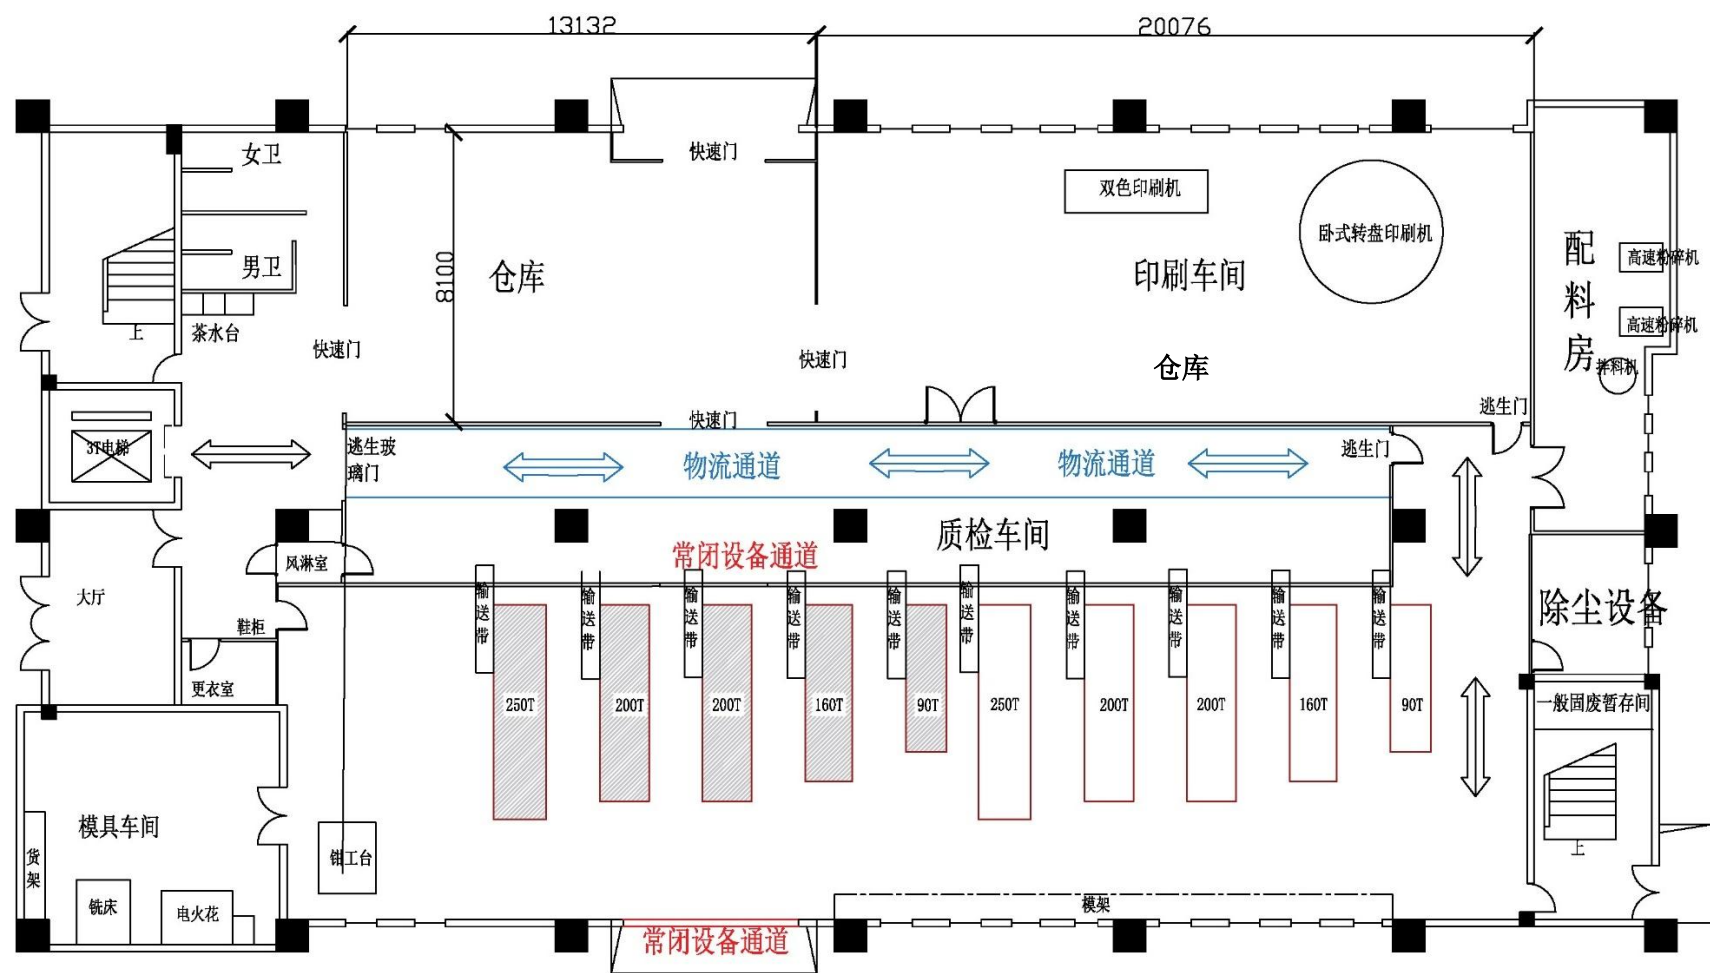 13132
20076
女卫
快速门
双色印刷机
卧式转盘印刷机
男卫
8100
仓库
印刷车间
配料房
高速粉碎机
高速粉碎机
上
茶水台
快速门
快速门
仓库
拌料机
快速门
逃生门
3T电梯
逃生玻
璃门
物流通道
物流通道
逃生门
质检车间
常闭设备通道
风淋室
大厅
鞋柜
更衣室
输送带
输送带
输送带
输送带
输送带
输送带
输送带
输送带
输送带
输送带
除尘设备
250T
200T
200T
160T
90T
250T
200T
200T
160T
90T
一般固废暂存间
模具车间
货架
铣床
电火花
钳工台
上
模架
常闭设备通道